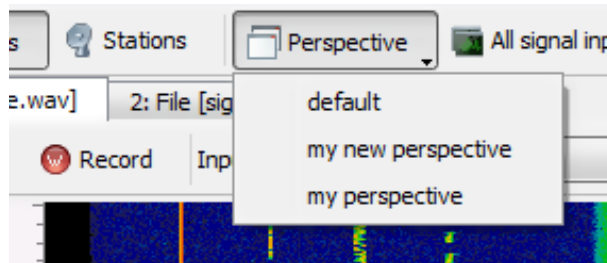 s Stations Perspective All signal inp
e.wav] 2: File [sig
default
my new perspective
Record Inp
my perspective